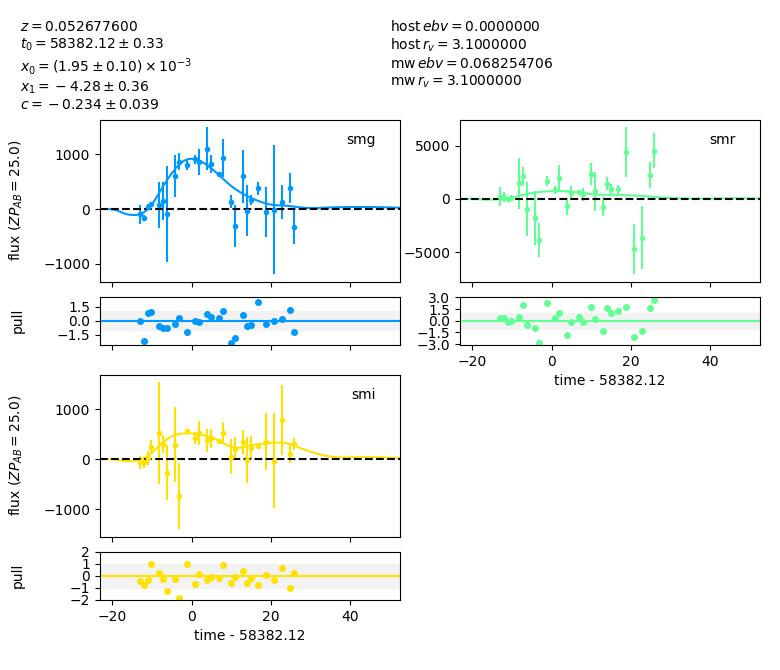 z = 0.052677600
t₀ = 58382.12 ± 0.33
x₀ = (1.95 ± 0.10) × 10⁻³
x₁ = −4.28 ± 0.36
c = −0.234 ± 0.039
host ebv = 0.0000000
host r_v = 3.1000000
mw ebv = 0.068254706
mw r_v = 3.1000000
flux (ZP_AB = 25.0)
1000
0
−1000
smg
5000
0
−5000
smr
pull
1.5
0.0
−1.5
3.0
1.5
0.0
−1.5
−3.0
−20 0 20 40
time - 58382.12
flux (ZP_AB = 25.0)
1000
0
−1000
smi
pull
2
1
0
−1
−2
−20 0 20 40
time - 58382.12